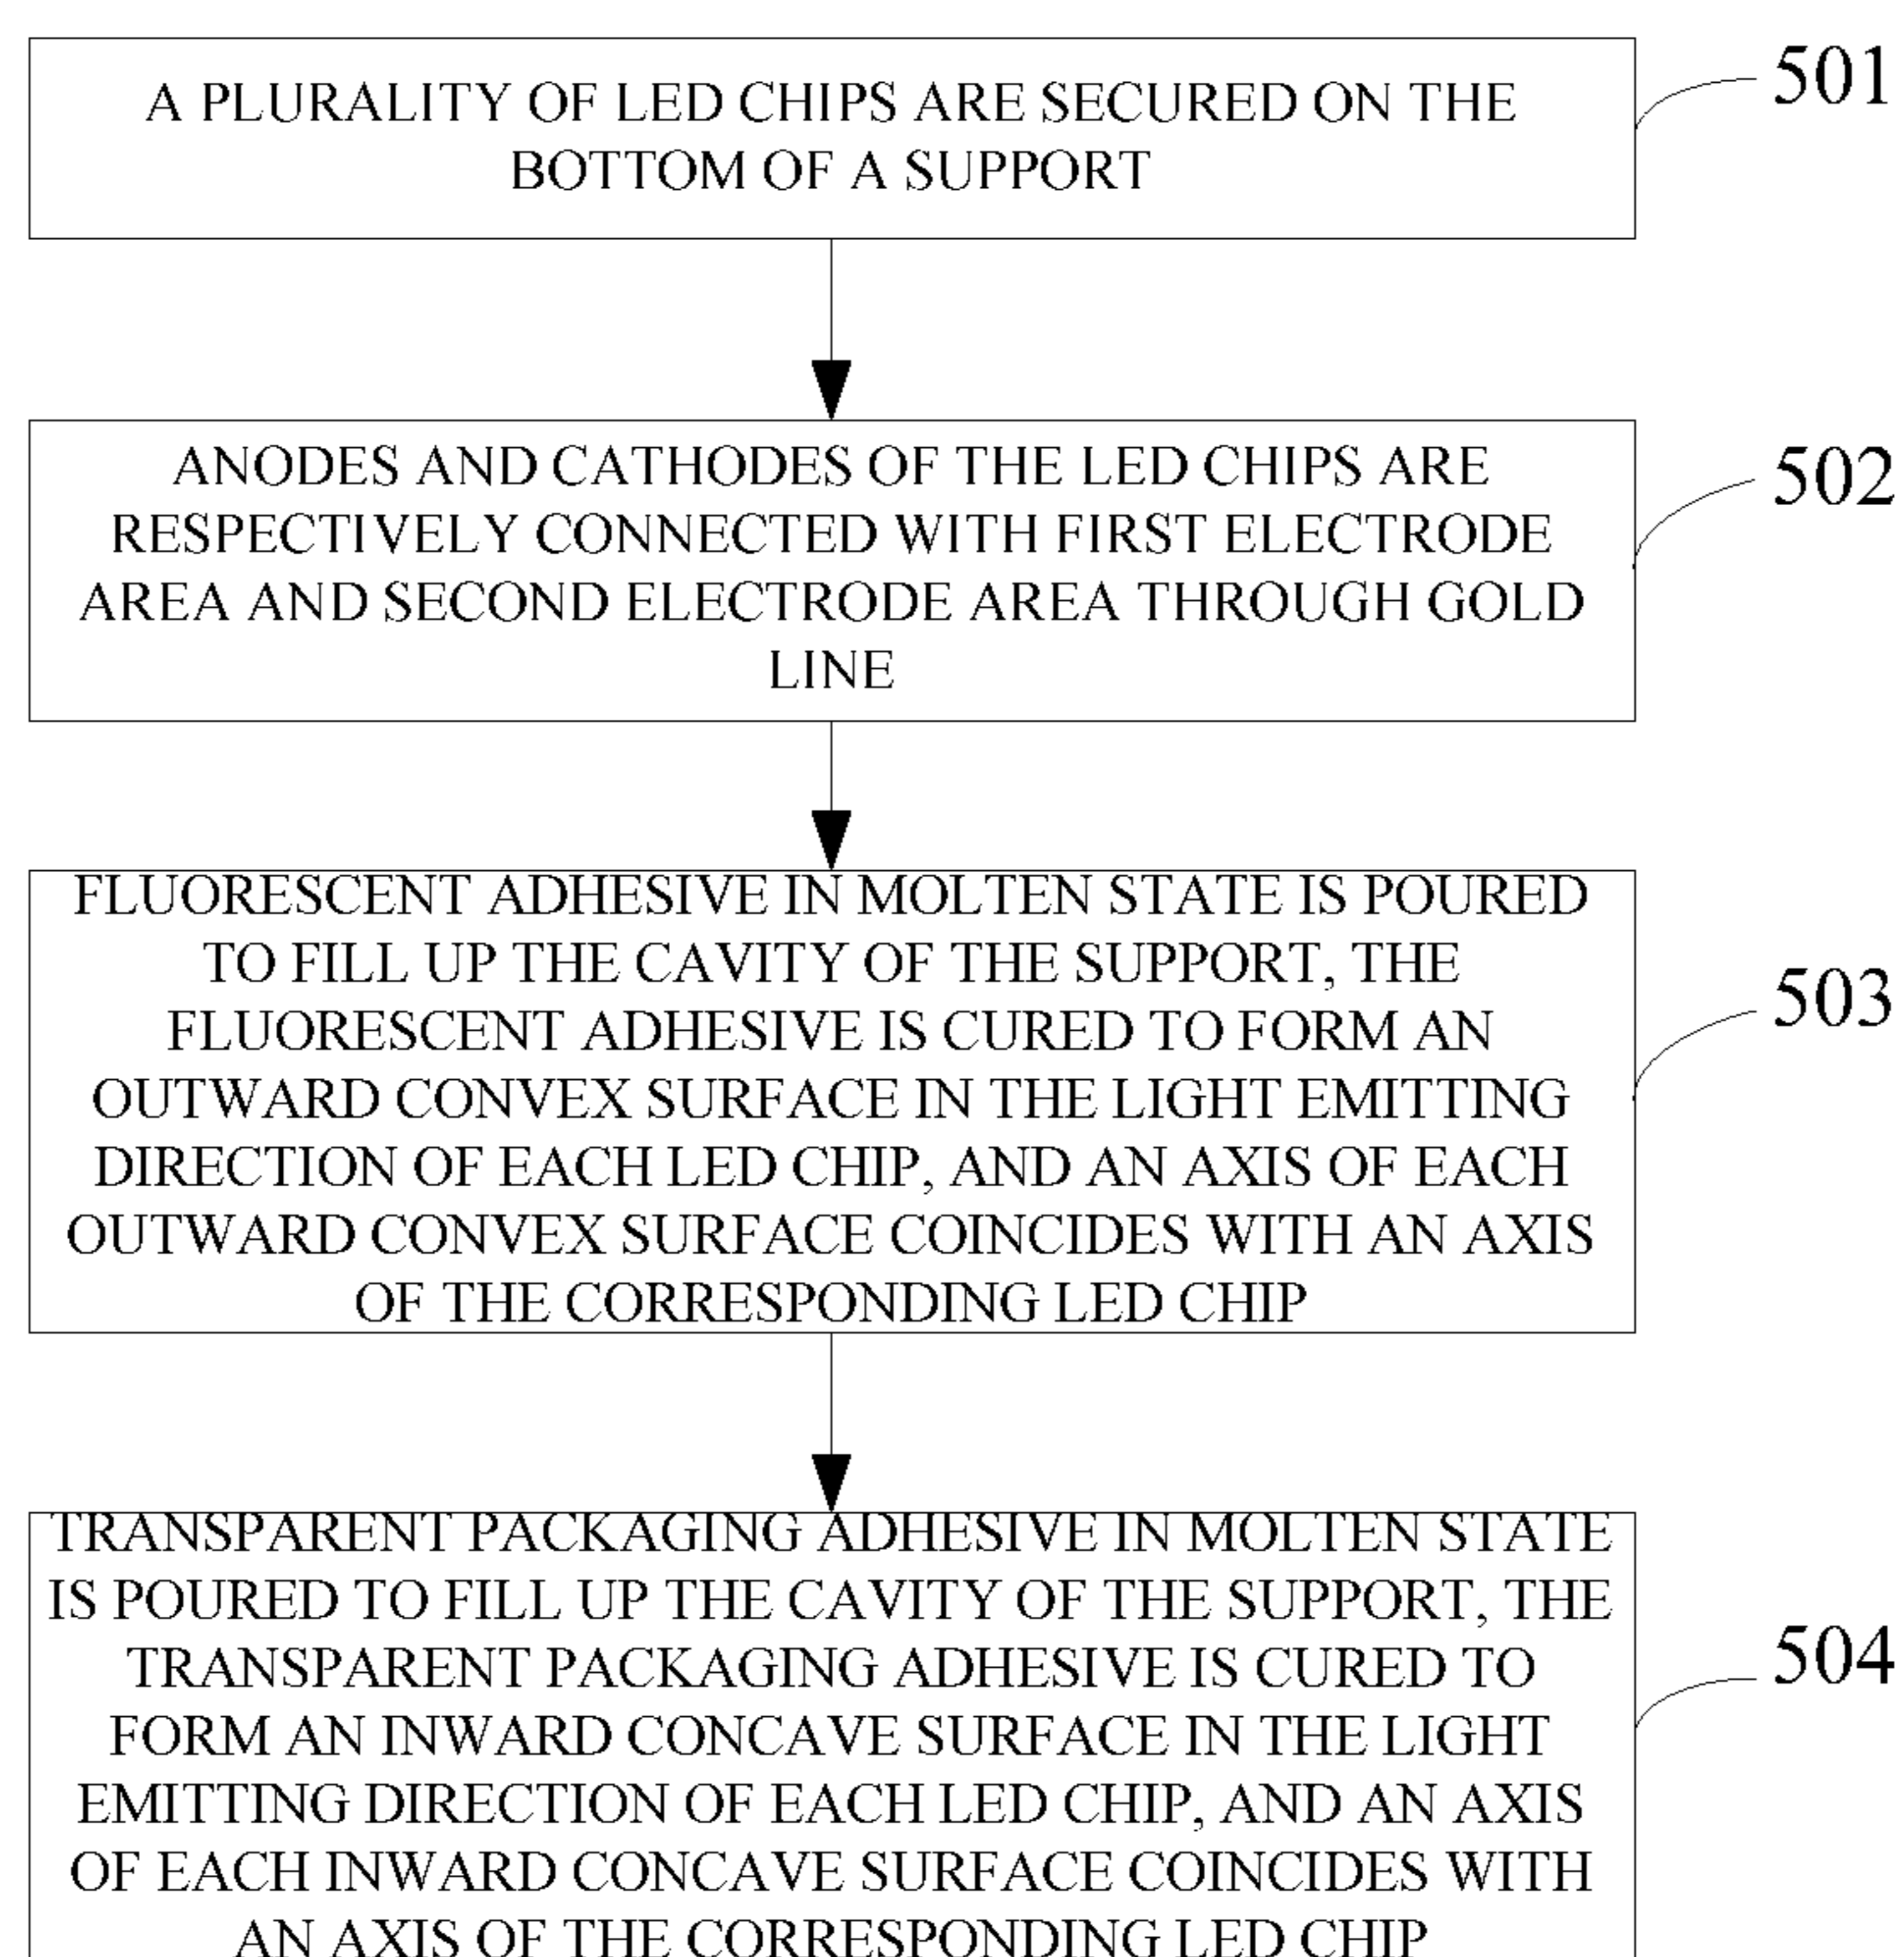 A PLURALITY OF LED CHIPS ARE SECURED ON THE
BOTTOM OF A SUPPORT
501
ANODES AND CATHODES OF THE LED CHIPS ARE
RESPECTIVELY CONNECTED WITH FIRST ELECTRODE
AREA AND SECOND ELECTRODE AREA THROUGH GOLD
LINE
502
FLUORESCENT ADHESIVE IN MOLTEN STATE IS POURED
TO FILL UP THE CAVITY OF THE SUPPORT, THE
FLUORESCENT ADHESIVE IS CURED TO FORM AN
OUTWARD CONVEX SURFACE IN THE LIGHT EMITTING
DIRECTION OF EACH LED CHIP, AND AN AXIS OF EACH
OUTWARD CONVEX SURFACE COINCIDES WITH AN AXIS
OF THE CORRESPONDING LED CHIP
503
TRANSPARENT PACKAGING ADHESIVE IN MOLTEN STATE
IS POURED TO FILL UP THE CAVITY OF THE SUPPORT, THE
TRANSPARENT PACKAGING ADHESIVE IS CURED TO
FORM AN INWARD CONCAVE SURFACE IN THE LIGHT
EMITTING DIRECTION OF EACH LED CHIP, AND AN AXIS
OF EACH INWARD CONCAVE SURFACE COINCIDES WITH
AN AXIS OF THE CORRESPONDING LED CHIP
504